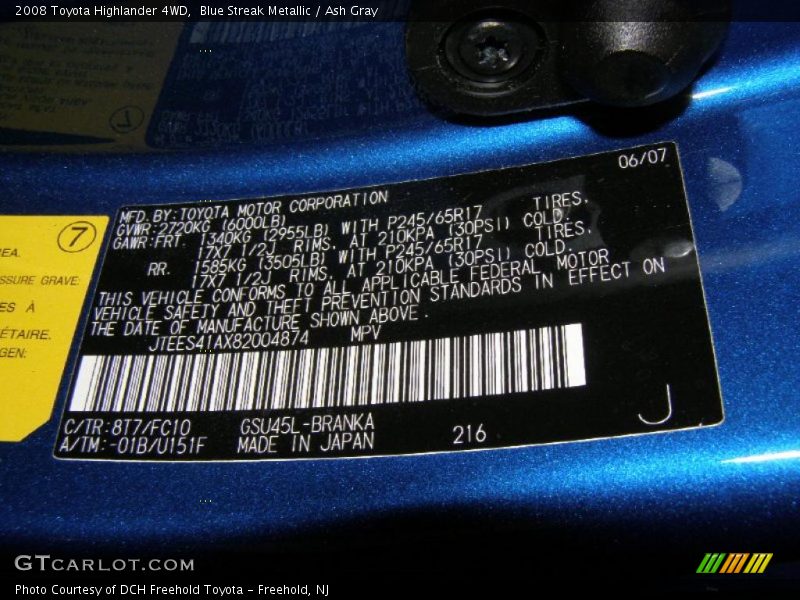 2008 Toyota Highlander 4WD, Blue Streak Metallic / Ash Gray
06/07
MFD. BY: TOYOTA MOTOR CORPORATION
GVWR: 2720KG (6000LB)
GAWR: FRT. 1340KG (2955LB) WITH P245/65R17 TIRES.
17X7 1/2J RIMS. AT 210KPA (30PSI) COLD.
RR. 1585KG (3505LB) WITH P245/65R17 TIRES.
17X7 1/2J RIMS. AT 210KPA (30PSI) COLD.
THIS VEHICLE CONFORMS TO ALL APPLICABLE FEDERAL MOTOR
VEHICLE SAFETY AND THEFT PREVENTION STANDARDS IN EFFECT ON
THE DATE OF MANUFACTURE SHOWN ABOVE.
JTEES41AX82004874 MPV
C/TR: 8T7/FC10 GSU45L-BRANKA
A/TM: -01B/U151F MADE IN JAPAN 216
J
7
SSURE GRAVE
ES À
ÉTAIRE.
GEN:
GTCARLOT.COM
Photo Courtesy of DCH Freehold Toyota - Freehold, NJ